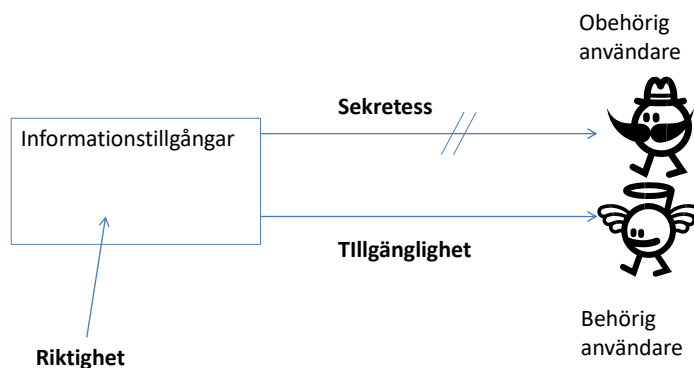 Obehörig
användare
Sekretess
Informationstillgångar
TIllgänglighet
Behörig
användare
Riktighet